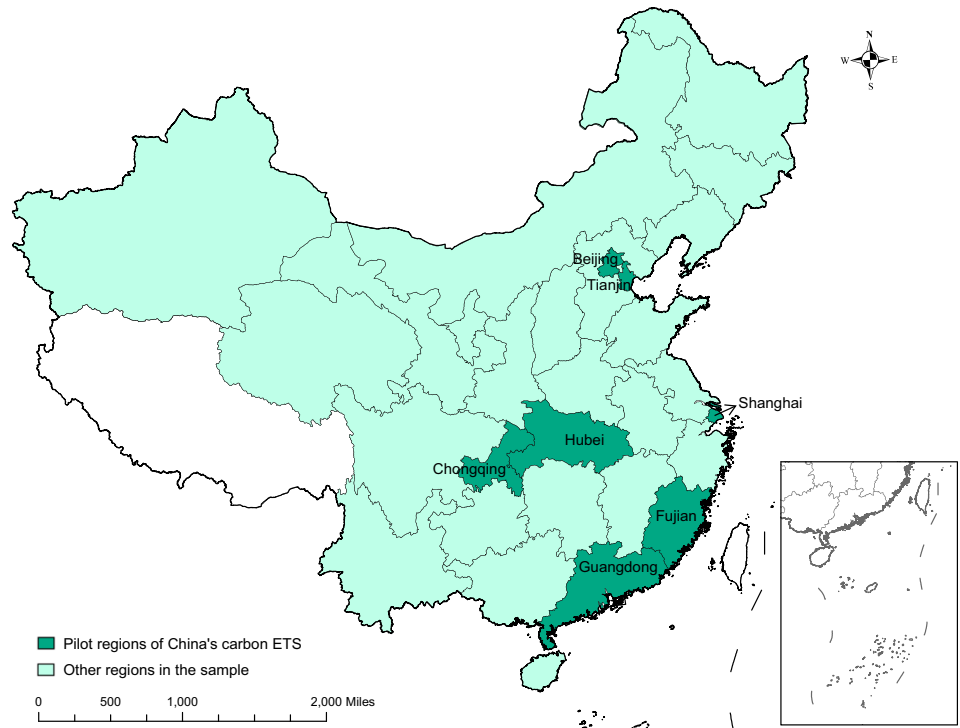 N
W E
S
Beijing
Tianjin
Shanghai
Hubei
Chongqing
Fujian
Guangdong
Pilot regions of China's carbon ETS
Other regions in the sample
0 500 1,000 2,000 Miles